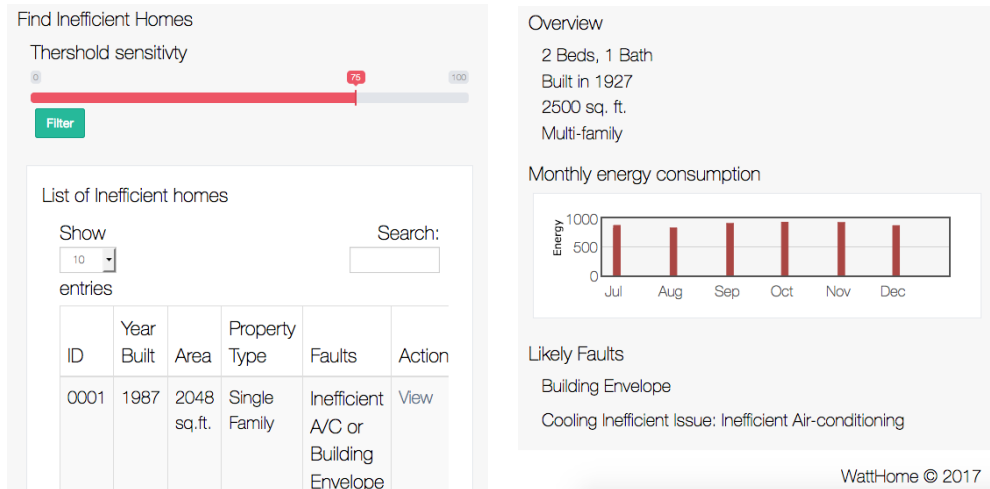 Find Inefficient Homes
Thershold sensitivty
0 75 100
Filter
List of Inefficient homes
Show Search:
10
entries
ID Year Built Area Property Type Faults Action
0001 1987 2048 sq.ft. Single Family Inefficient A/C or Building Envelope View
Overview
2 Beds, 1 Bath
Built in 1927
2500 sq. ft.
Multi-family
Monthly energy consumption
Energy
1000
500
0
Jul Aug Sep Oct Nov Dec
Likely Faults
Building Envelope
Cooling Inefficient Issue: Inefficient Air-conditioning
WattHome © 2017